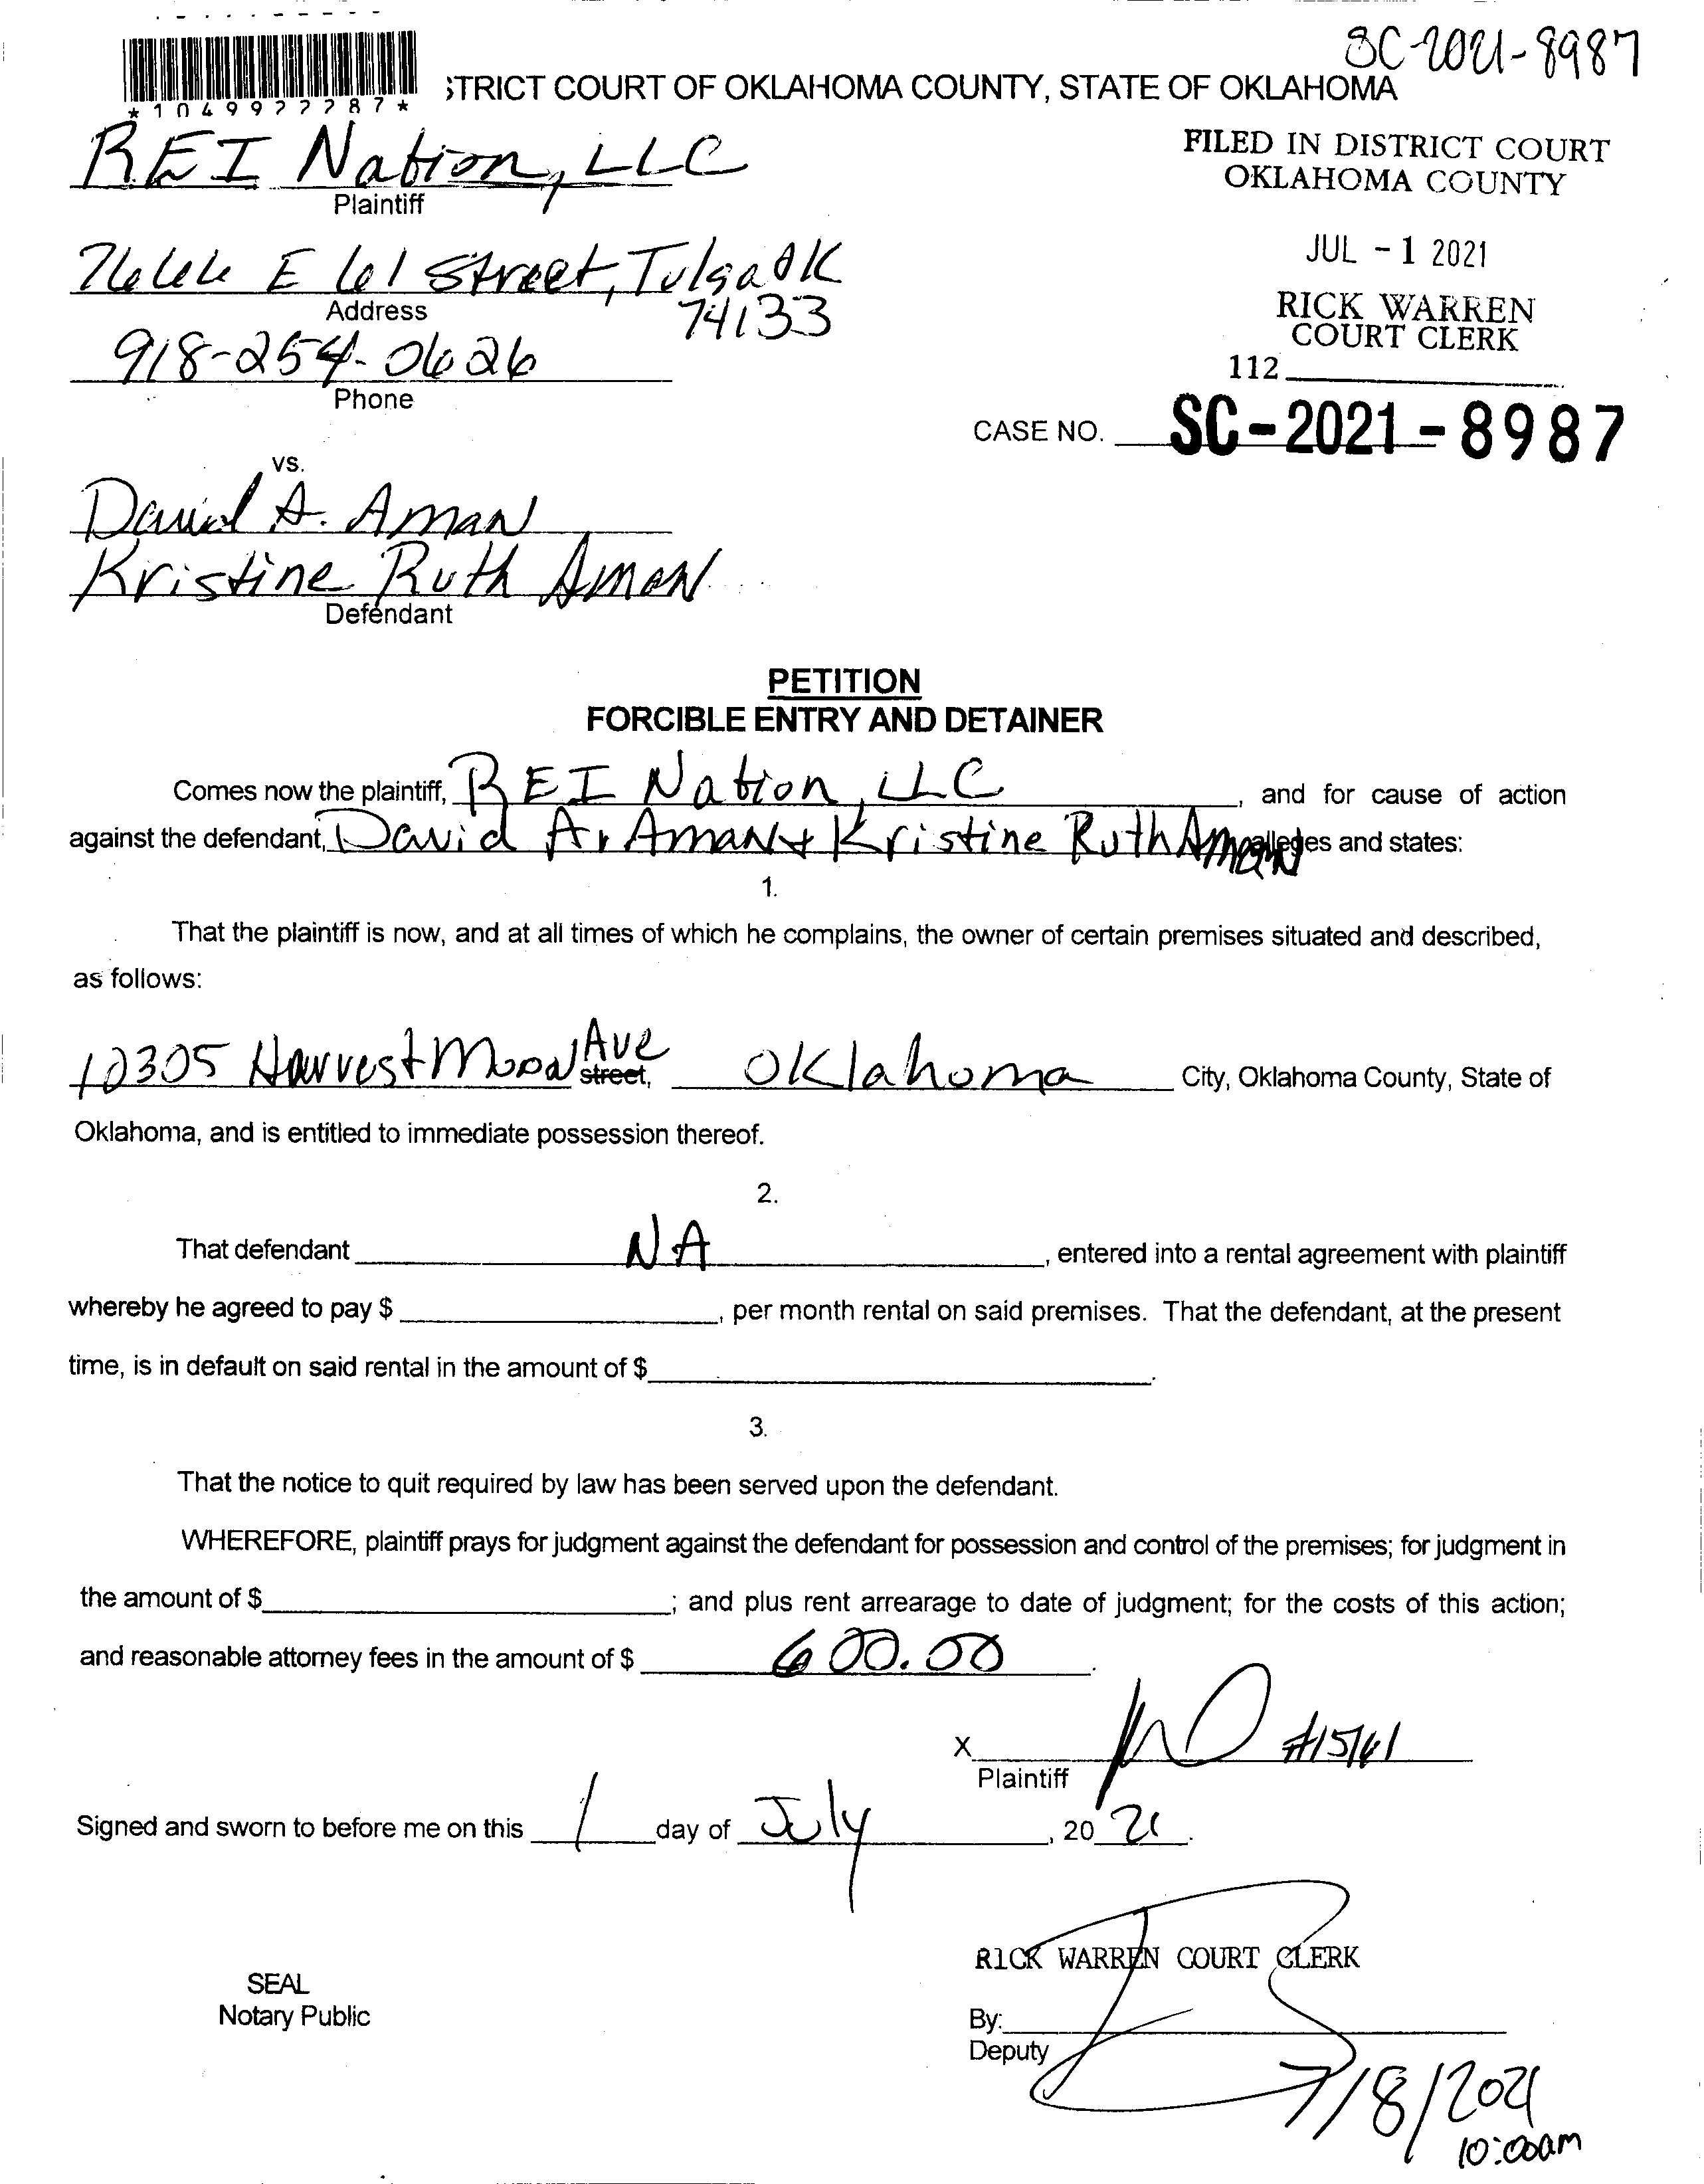 SC-2021-8987
*1049922287*
STRICT COURT OF OKLAHOMA COUNTY, STATE OF OKLAHOMA
REI Nation, LLC
Plaintiff
FILED IN DISTRICT COURT
OKLAHOMA COUNTY
7666 E 61 Street, Tulsa OK
74133
Address
JUL - 1 2021
RICK WARREN
COURT CLERK
918-254-0626
Phone
112
CASE NO. SC-2021-8987
vs.
David A. Aman
Kristine Ruth Aman
Defendant
PETITION
FORCIBLE ENTRY AND DETAINER
Comes now the plaintiff, REI Nation, LLC, and for cause of action
against the defendant, David A. Aman + Kristine Ruth Aman alleges and states:
1.
That the plaintiff is now, and at all times of which he complains, the owner of certain premises situated and described,
as follows:
10305 Harvest Moon Ave street, Oklahoma City, Oklahoma County, State of
Oklahoma, and is entitled to immediate possession thereof.
2.
That defendant NA, entered into a rental agreement with plaintiff
whereby he agreed to pay $, per month rental on said premises. That the defendant, at the present
time, is in default on said rental in the amount of $.
3.
That the notice to quit required by law has been served upon the defendant.
WHEREFORE, plaintiff prays for judgment against the defendant for possession and control of the premises; for judgment in
the amount of $; and plus rent arrearage to date of judgment; for the costs of this action;
and reasonable attorney fees in the amount of $ 600.00.
X #15161
Plaintiff
Signed and sworn to before me on this 1 day of July, 20 21.
RICK WARREN COURT CLERK
SEAL
Notary Public
By:
Deputy
7/8/2021
10:00am